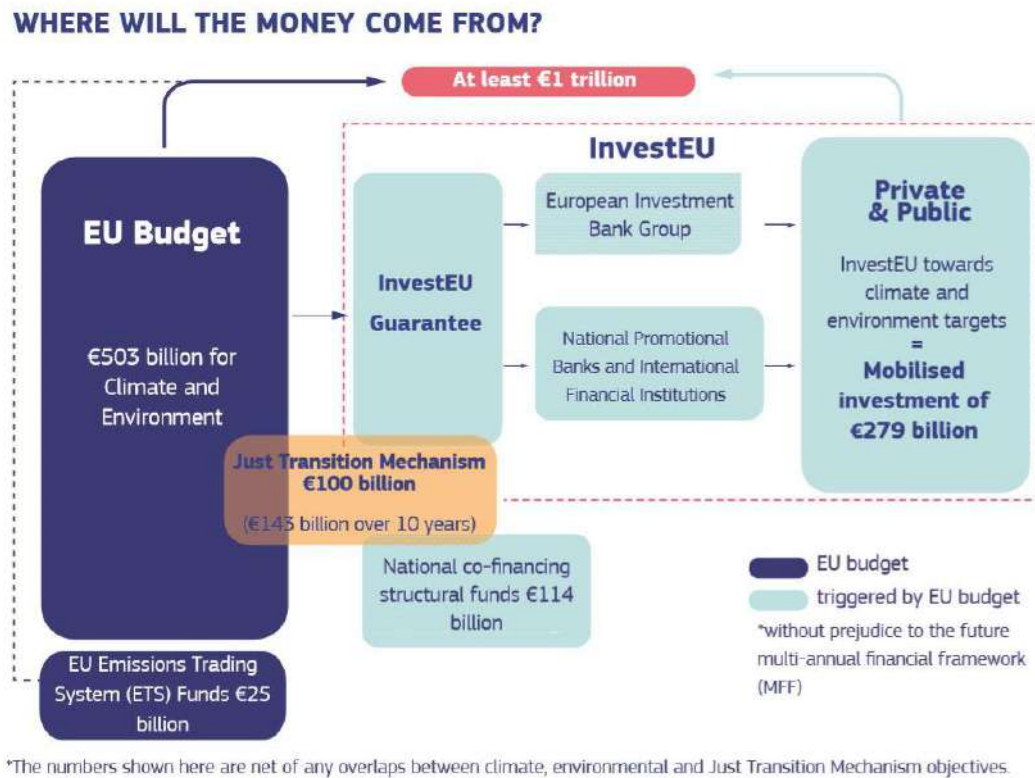 WHERE WILL THE MONEY COME FROM?
At least €1 trillion
InvestEU
EU Budget
€503 billion for
Climate and
Environment
InvestEU
Guarantee
European Investment
Bank Group
National Promotional
Banks and International
Financial Institutions
Private
& Public
InvestEU towards
climate and
environment targets
=
Mobilised
investment of
€279 billion
Just Transition Mechanism
€100 billion
(€143 billion over 10 years)
National co-financing
structural funds €114
billion
EU Emissions Trading
System (ETS) Funds €25
billion
EU budget
triggered by EU budget
*without prejudice to the future
multi-annual financial framework
(MFF)
*The numbers shown here are net of any overlaps between climate, environmental and Just Transition Mechanism objectives.